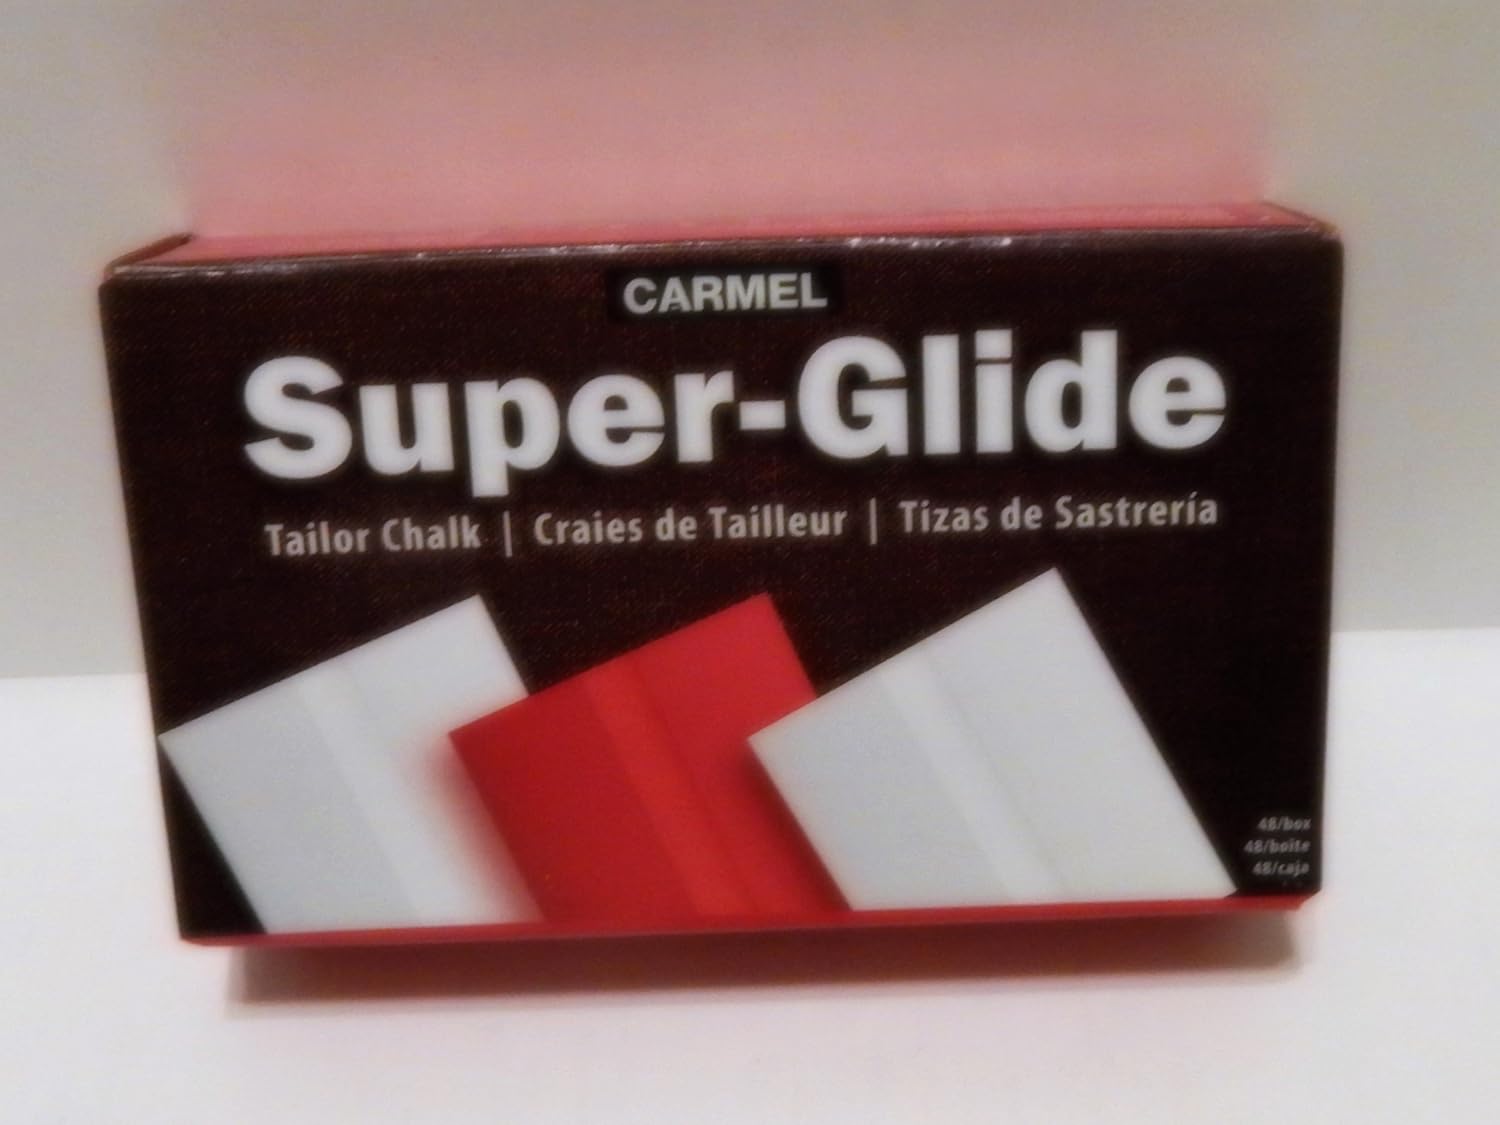 CARMEL
Super-Glide
Tailor Chalk | Craies de Tailleur | Tizas de Sastrería
48/box
48/boîte
48/caja